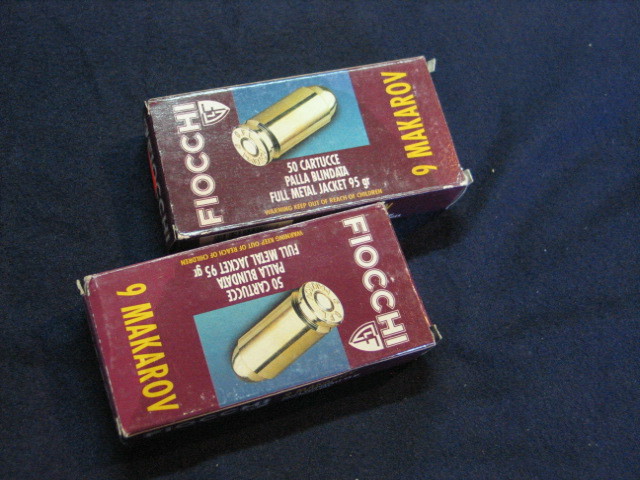 FIOCCHI
GFL
50 CARTUCCE
PALLA BLINDATA
FULL METAL JACKET 95 gr
WARNING KEEP OUT OF REACH OF CHILDREN
9 MAKAROV
FIOCCHI
GFL
50 CARTUCCE
PALLA BLINDATA
FULL METAL JACKET 95 gr
WARNING KEEP OUT OF REACH OF CHILDREN
9 MAKAROV